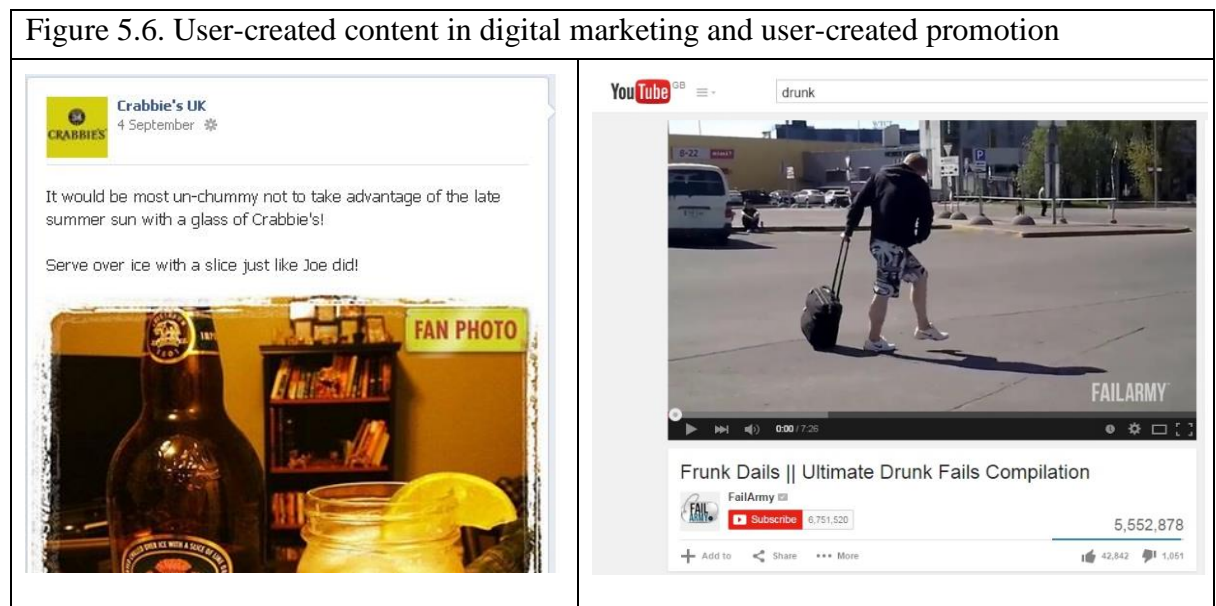 Figure 5.6. User-created content in digital marketing and user-created promotion
CRABBIE'S
Crabbie's UK
4 September
It would be most un-chummy not to take advantage of the late
summer sun with a glass of Crabbie's!
Serve over ice with a slice just like Joe did!
FAN PHOTO
YouTube GB
drunk
FAILARMY
0:00 / 7:26
Frunk Dails || Ultimate Drunk Fails Compilation
FAIL
ARMY
FailArmy
Subscribe 6,751,520
5,552,878
Add to Share More
42,842 1,051